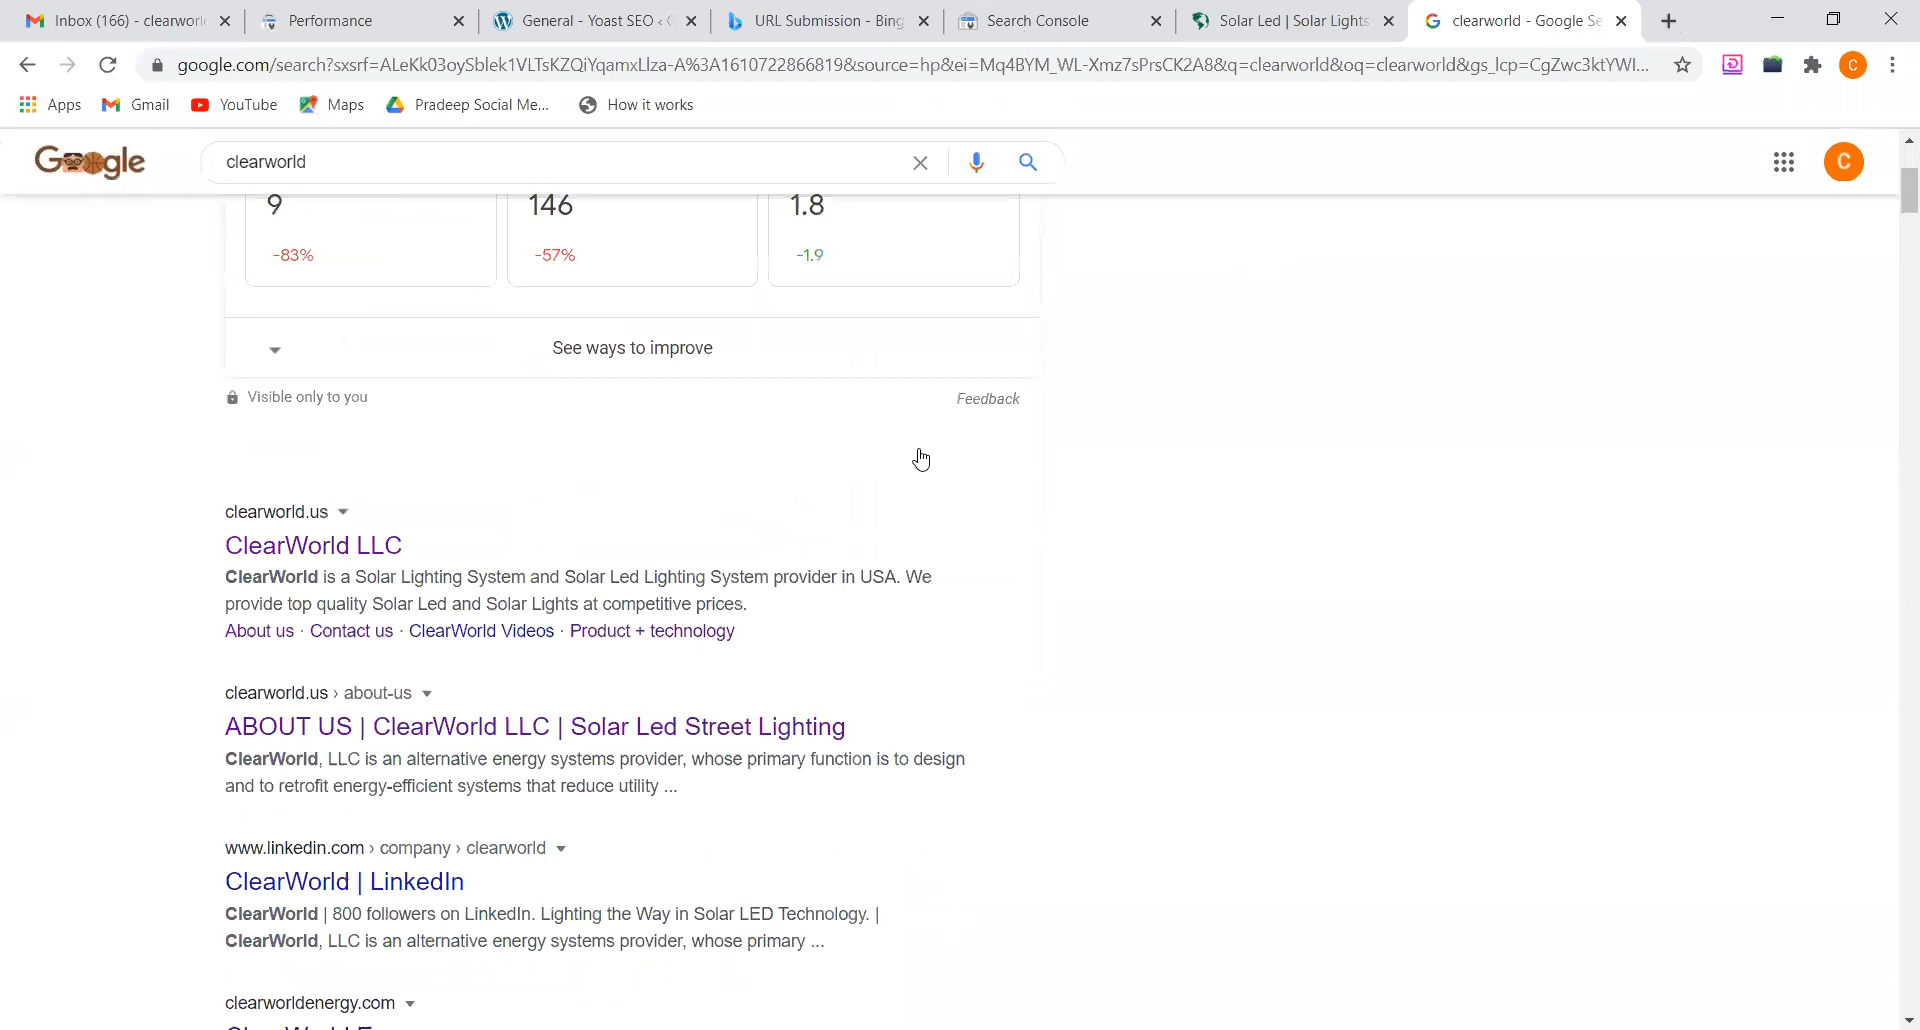 Inbox (166) - clearworl
Performance
General - Yoast SEO ‹
URL Submission - Bing
Search Console
Solar Led | Solar Lights
clearworld - Google Se
google.com/search?sxsrf=ALeKk03oySblek1VLTsKZQiYqamxLlza-A%3A1610722866819&source=hp&ei=Mq4BYM_WL-Xmz7sPrsCK2A8&q=clearworld&oq=clearworld&gs_lcp=CgZwc3ktYWI...
Apps
Gmail
YouTube
Maps
Pradeep Social Me...
How it works
Google
clearworld
C
C
9
146
1.8
-83%
-57%
-1.9
See ways to improve
Visible only to you
Feedback
clearworld.us
ClearWorld LLC
ClearWorld is a Solar Lighting System and Solar Led Lighting System provider in USA. We
provide top quality Solar Led and Solar Lights at competitive prices.
About us · Contact us · ClearWorld Videos · Product + technology
clearworld.us › about-us
ABOUT US | ClearWorld LLC | Solar Led Street Lighting
ClearWorld, LLC is an alternative energy systems provider, whose primary function is to design
and to retrofit energy-efficient systems that reduce utility ...
www.linkedin.com › company › clearworld
ClearWorld | LinkedIn
ClearWorld | 800 followers on LinkedIn. Lighting the Way in Solar LED Technology. |
ClearWorld, LLC is an alternative energy systems provider, whose primary ...
clearworldenergy.com